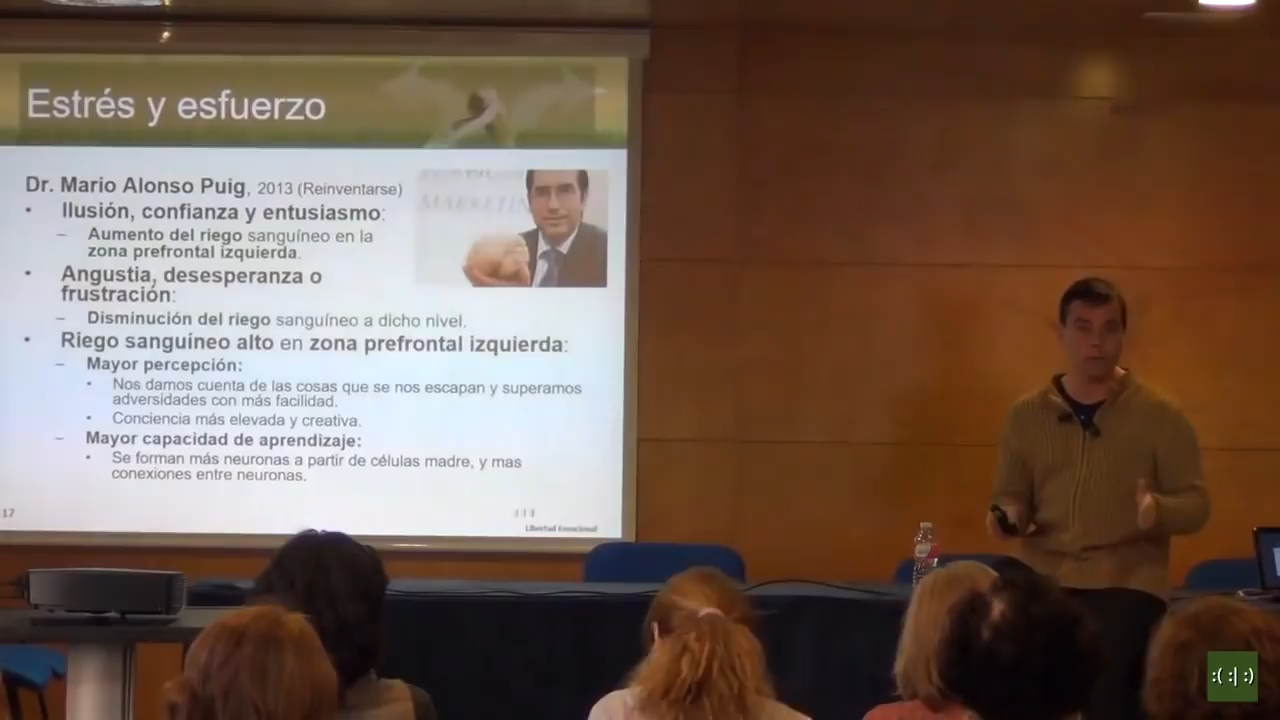 Estrés y esfuerzo
Dr. Mario Alonso Puig, 2013 (Reinventarse)
• Ilusión, confianza y entusiasmo:
– Aumento del riego sanguíneo en la
zona prefrontal izquierda.
• Angustia, desesperanza o
frustración:
– Disminución del riego sanguíneo a dicho nivel.
• Riego sanguíneo alto en zona prefrontal izquierda:
– Mayor percepción:
• Nos damos cuenta de las cosas que se nos escapan y superamos
adversidades con más facilidad.
• Conciencia más elevada y creativa.
– Mayor capacidad de aprendizaje:
• Se forman más neuronas a partir de células madre, y mas
conexiones entre neuronas.
17
Libertad Emocional
:( :| :)